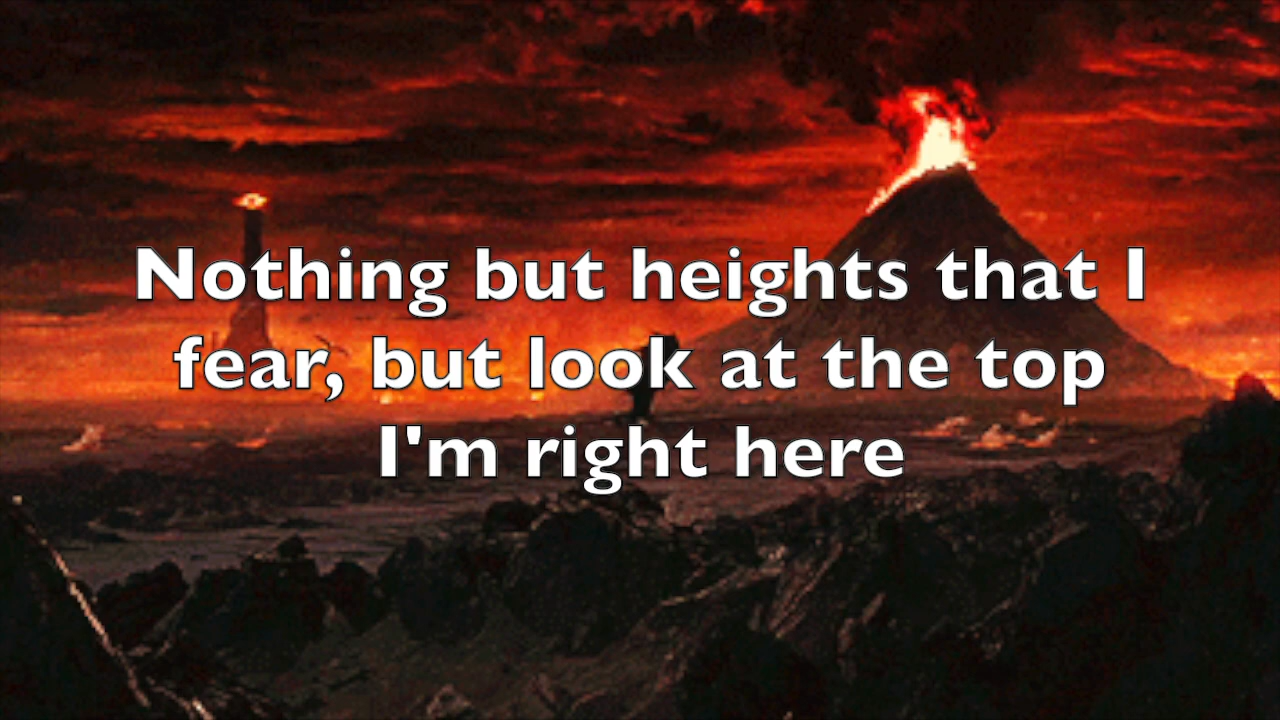 Nothing but heights that I
fear, but look at the top
I'm right here